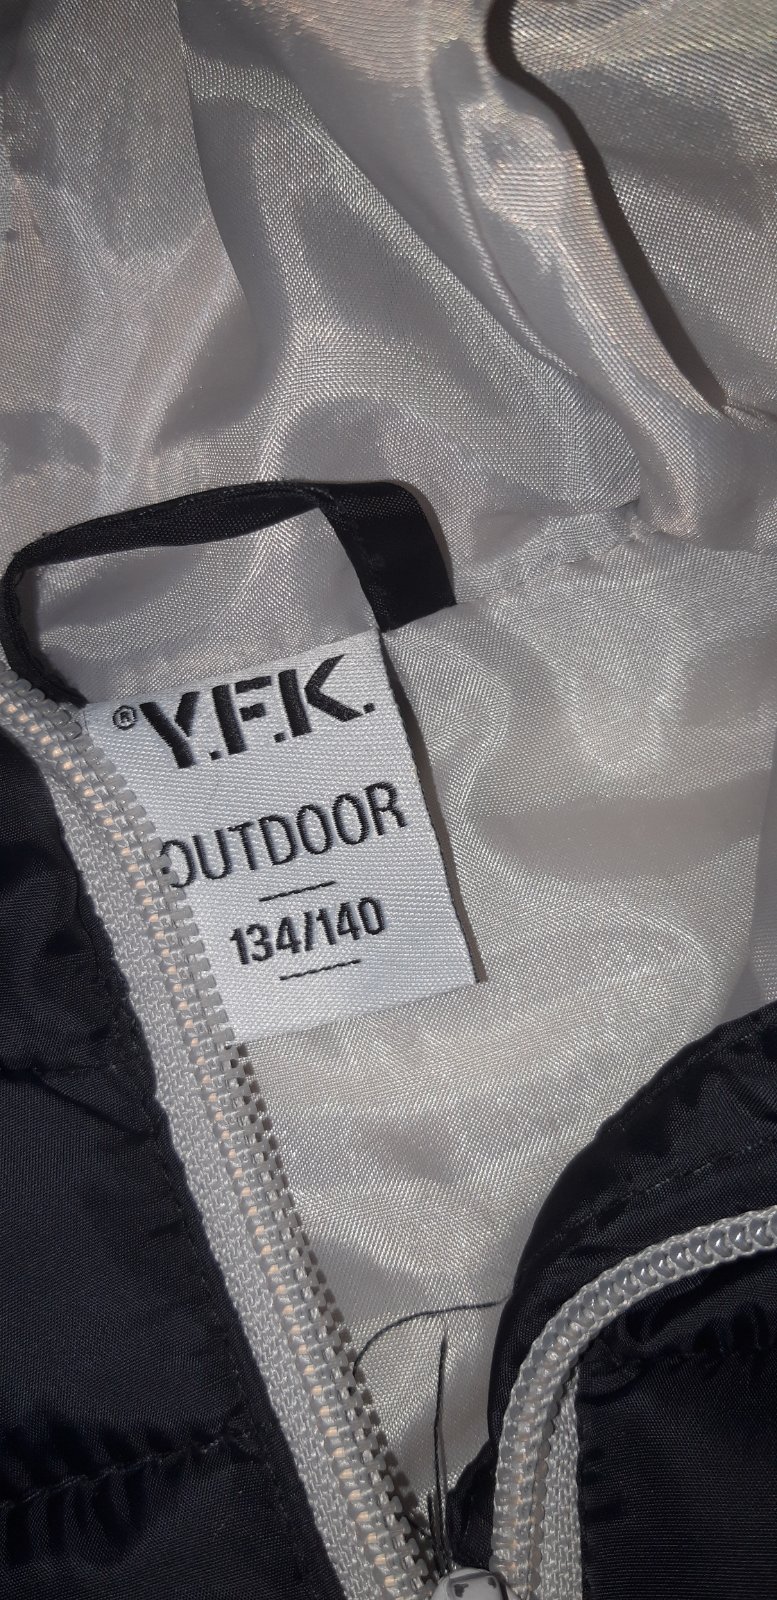 ® Y.F.K.
OUTDOOR
134/140